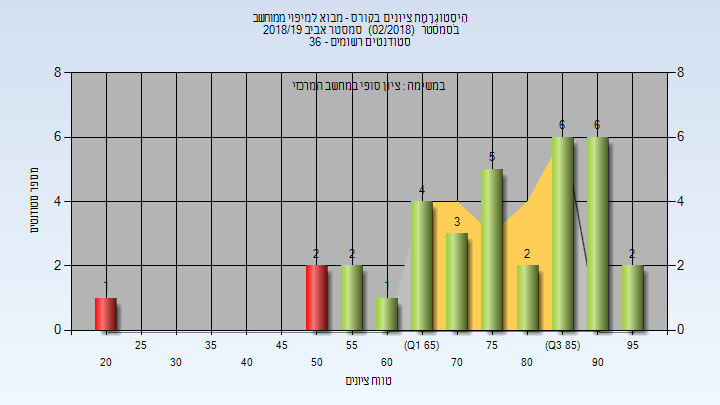 היסטוגרמת ציונים בקורס - מבוא למיפוי ממוחשב
בסמסטר (02/2018) סמסטר אביב 2018/19
סטודנטים רשומים - 36
במשימה : ציון סופי במחשב המרכזי
8 8
6 6
4 4
2 2
0 0
מספר סטודנטים
1 2 2 1 4 3 5 2 6 6 2
25 35 45 55 (Q1 65) 75 (Q3 85) 95
20 30 40 50 60 70 80 90
טווח ציונים